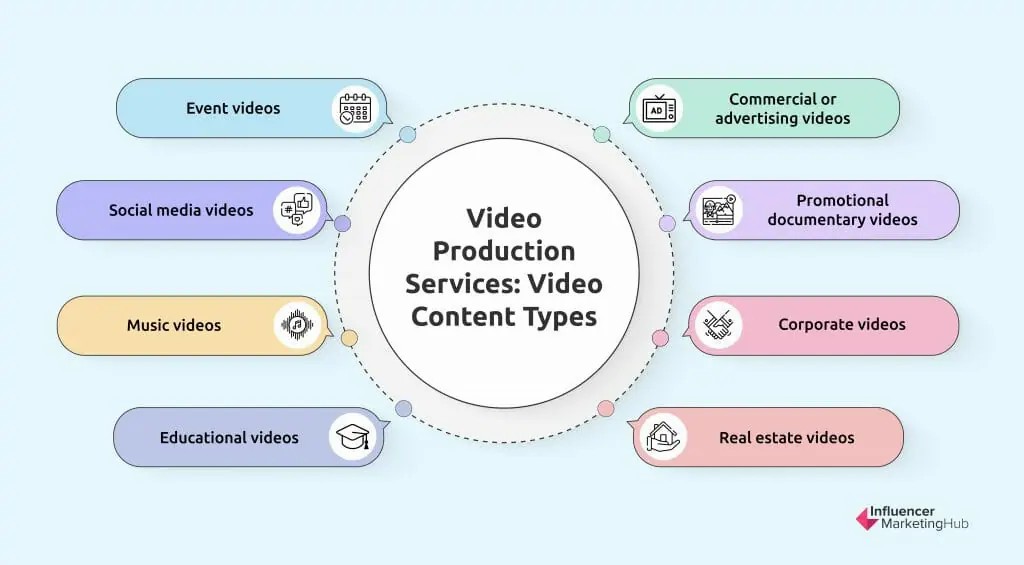 Event videos
Commercial or
advertising videos
Social media videos
Promotional
documentary videos
Video
Production
Services: Video
Content Types
Music videos
Corporate videos
Educational videos
Real estate videos
AD
#
Influencer
MarketingHub